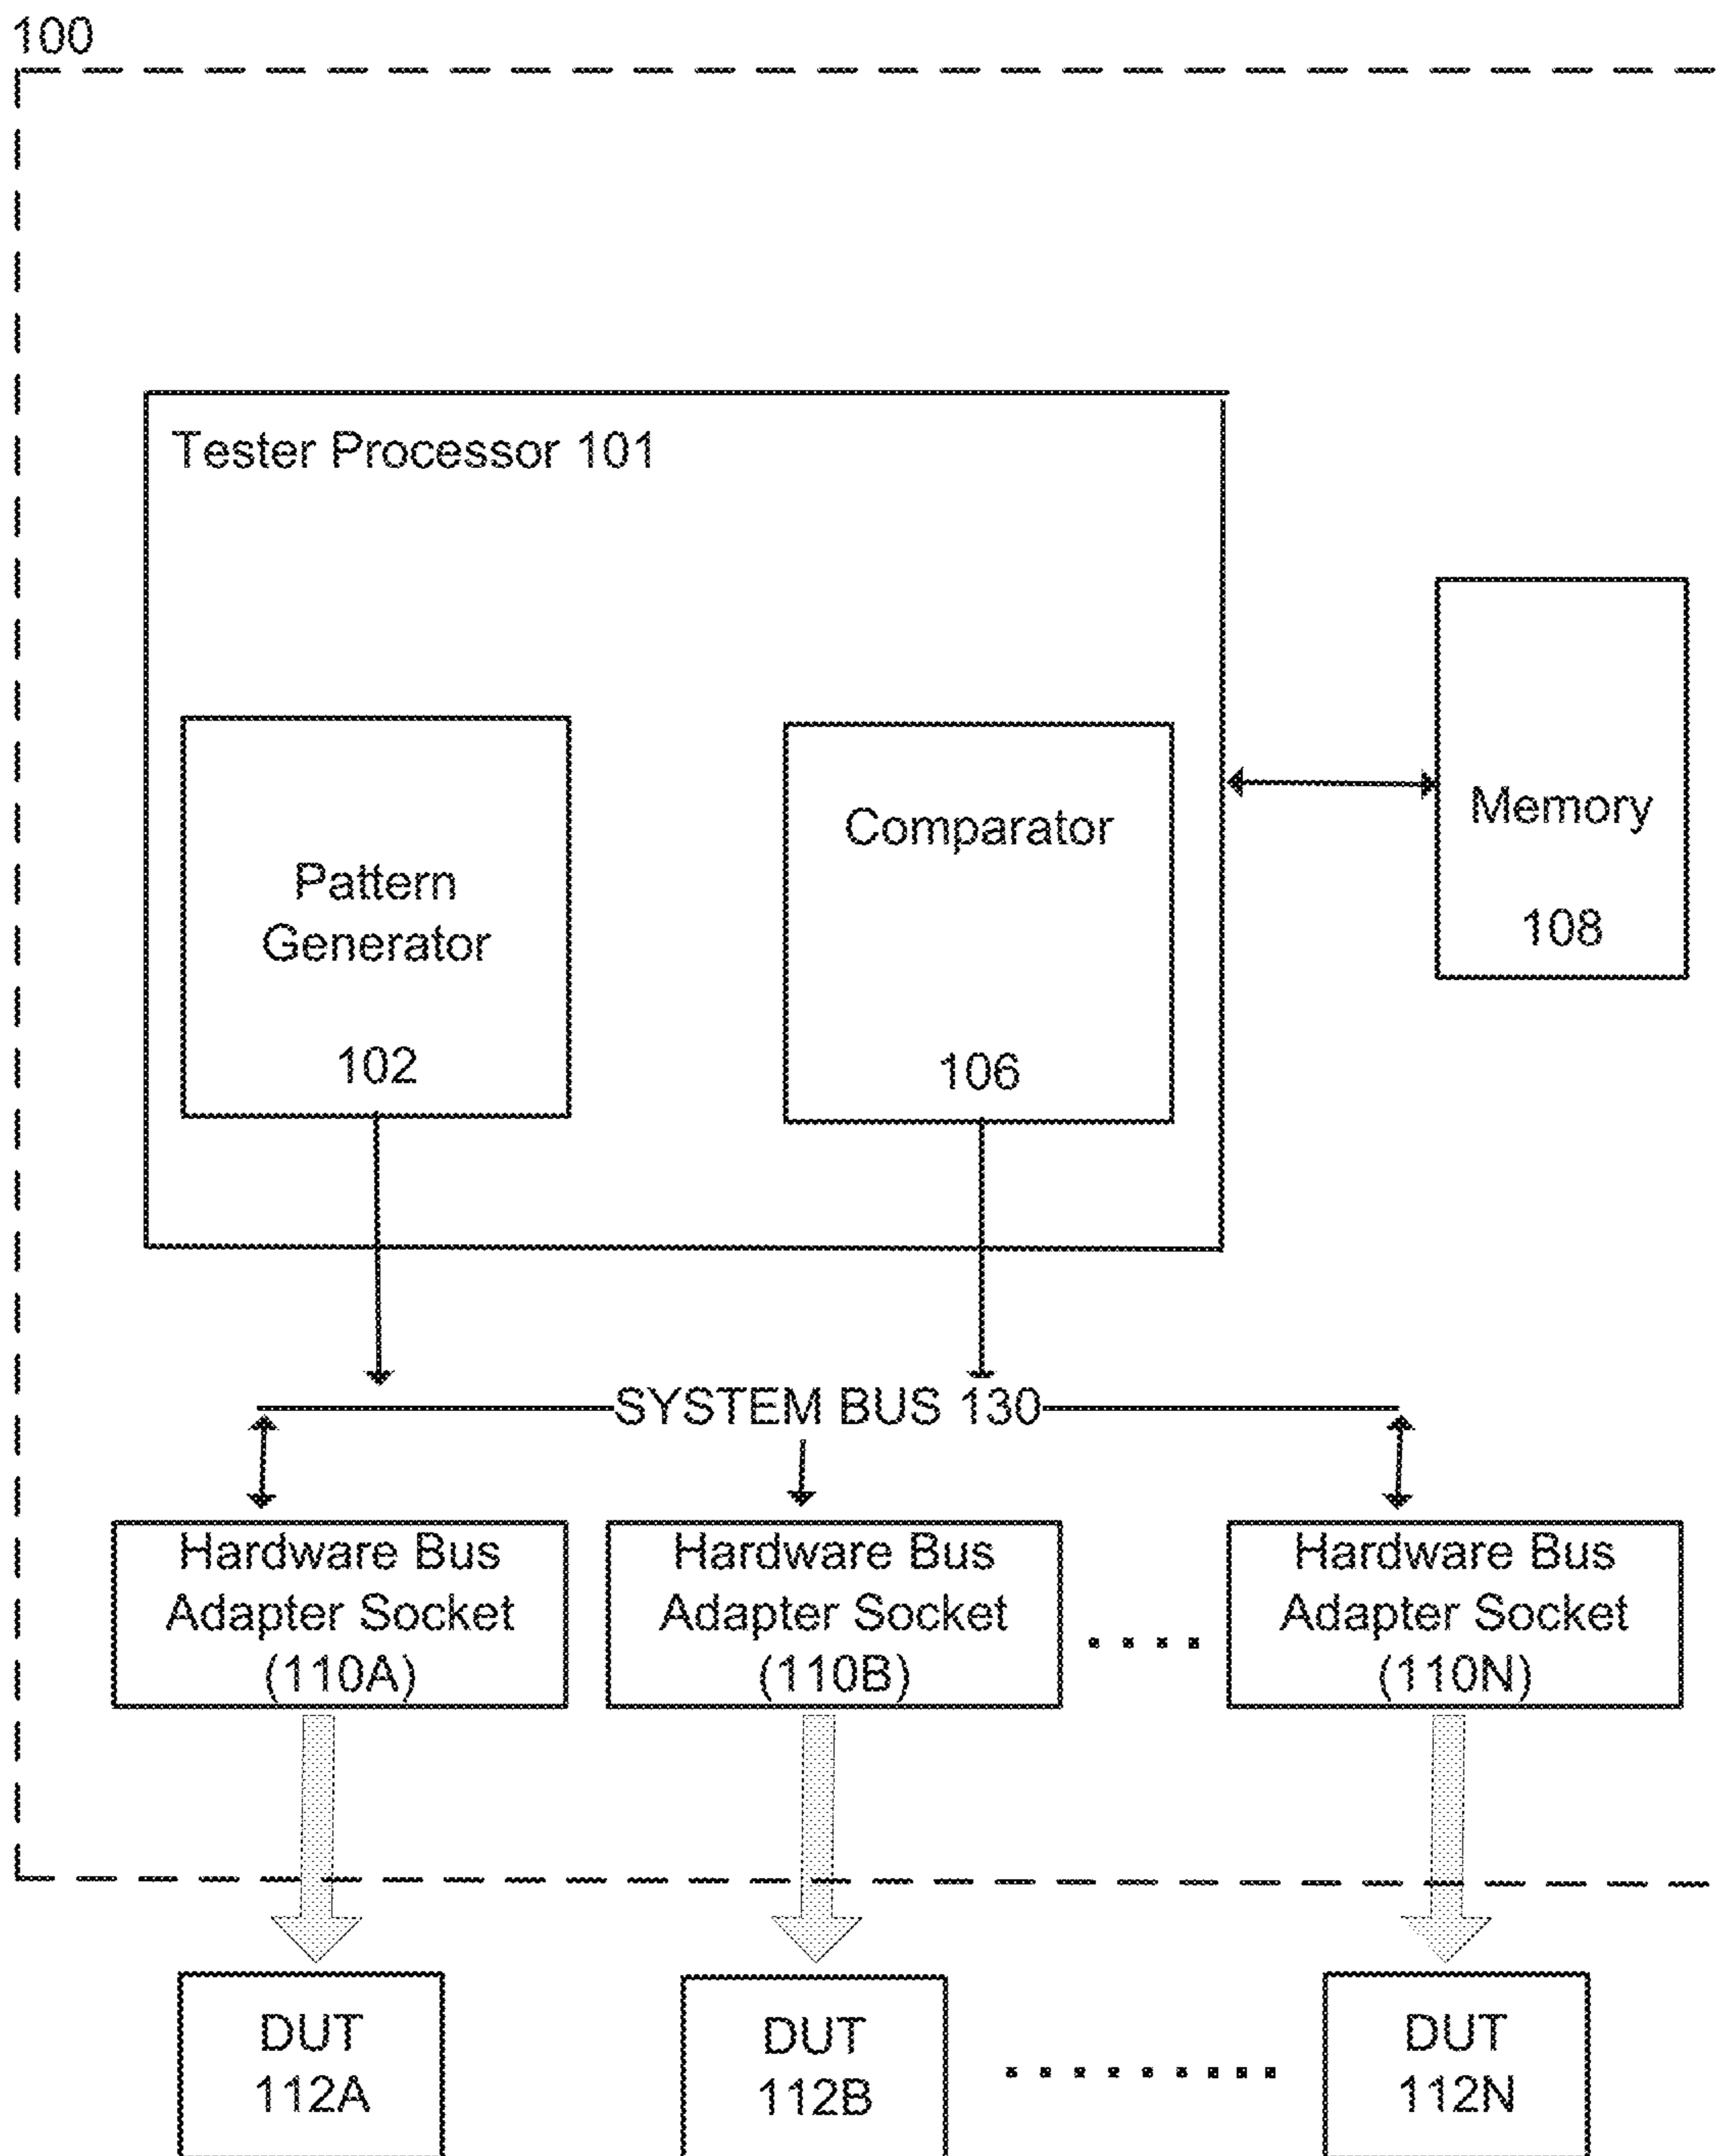 100
Tester Processor 101
Pattern
Generator
102
Comparator
106
Memory
108
SYSTEM BUS 130
Hardware Bus
Adapter Socket
(110A)
Hardware Bus
Adapter Socket
(110B)
Hardware Bus
Adapter Socket
(110N)
DUT
112A
DUT
112B
DUT
112N